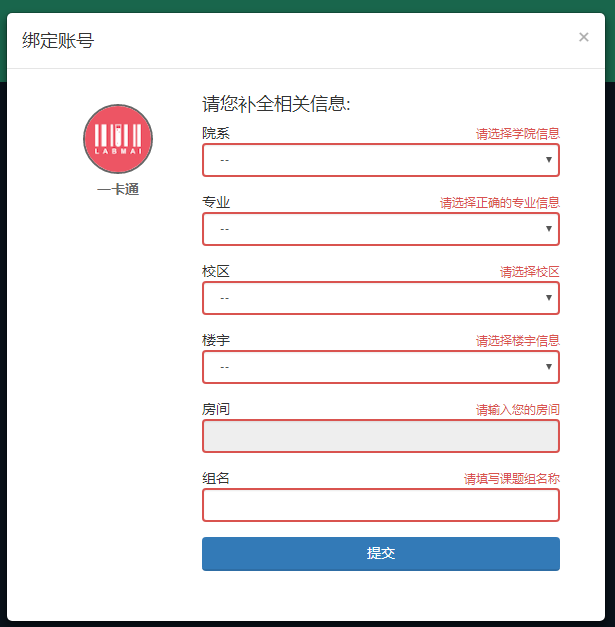 绑定账号
×
请您补全相关信息:
LABMAI
一卡通
院系 请选择学院信息
--
专业 请选择正确的专业信息
--
校区 请选择校区
--
楼宇 请选择楼宇信息
--
房间 请输入您的房间
组名 请填写课题组名称
提交